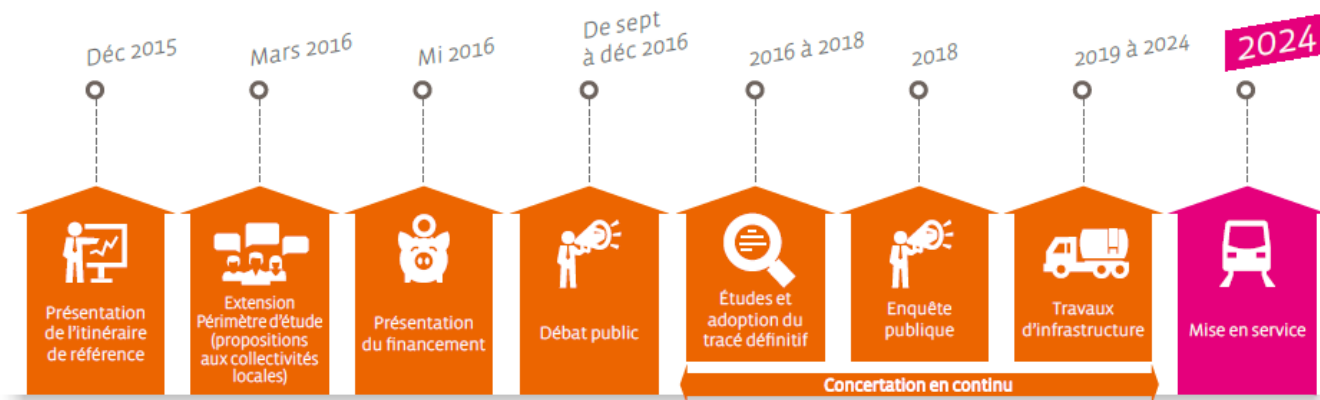 Déc 2015
Mars 2016
Mi 2016
De sept
à déc 2016
2016 à 2018
2018
2019 à 2024
2024
Présentation
de l'itinéraire
de référence
Extension
Périmètre d'étude
(propositions
aux collectivités
locales)
Présentation
du financement
Débat public
Études et
adoption du
tracé définitif
Enquête
publique
Travaux
d'infrastructure
Mise en service
Concertation en continu